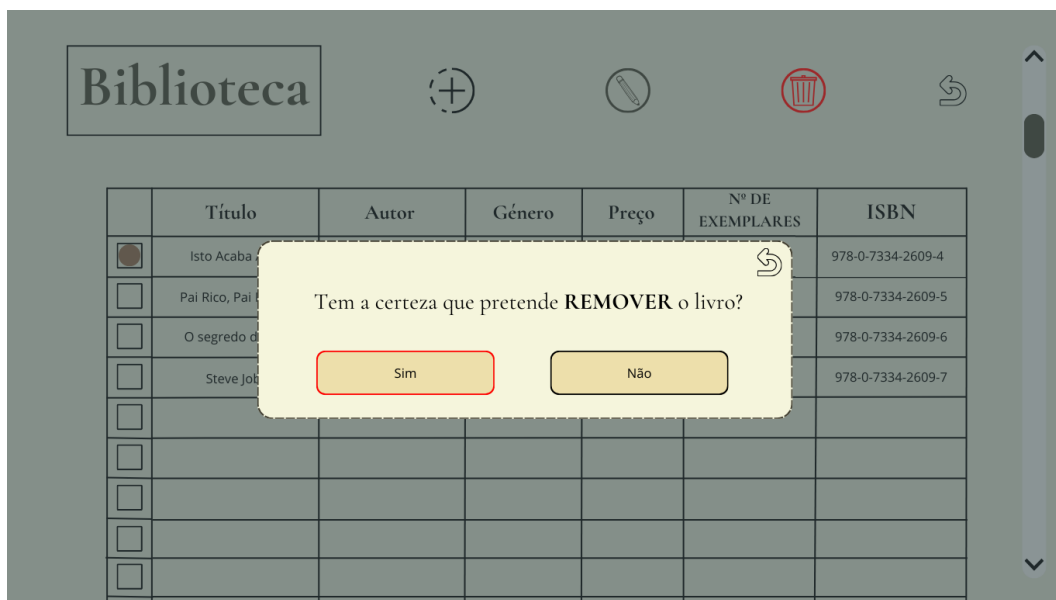 Biblioteca
Título Autor Género Preço Nº DE EXEMPLARES ISBN
Isto Acaba 978-0-7334-2609-4
Pai Rico, Pai 978-0-7334-2609-5
Tem a certeza que pretende REMOVER o livro?
O segredo d 978-0-7334-2609-6
Sim Não
Steve Job 978-0-7334-2609-7